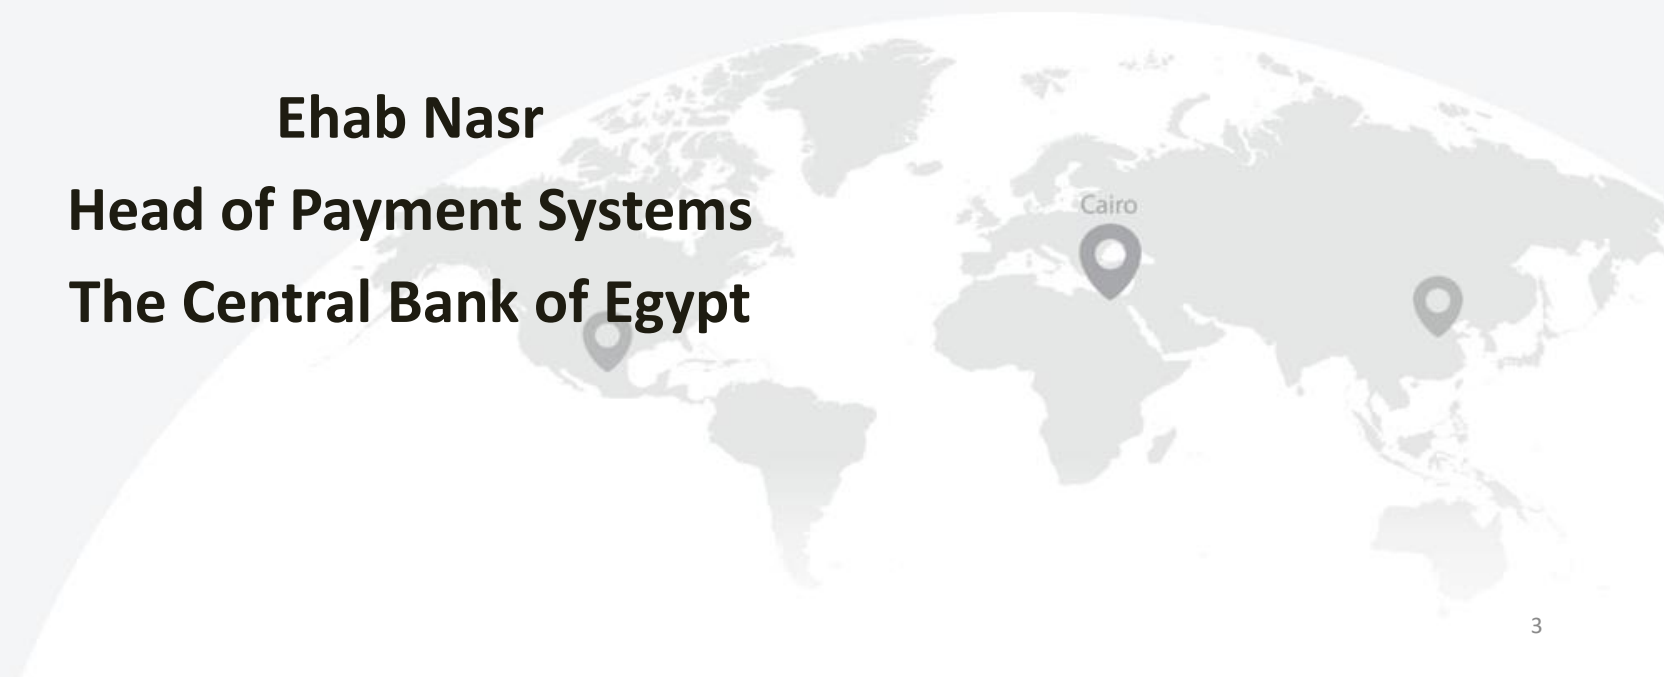 Ehab Nasr
Head of Payment Systems
The Central Bank of Egypt
Cairo
3